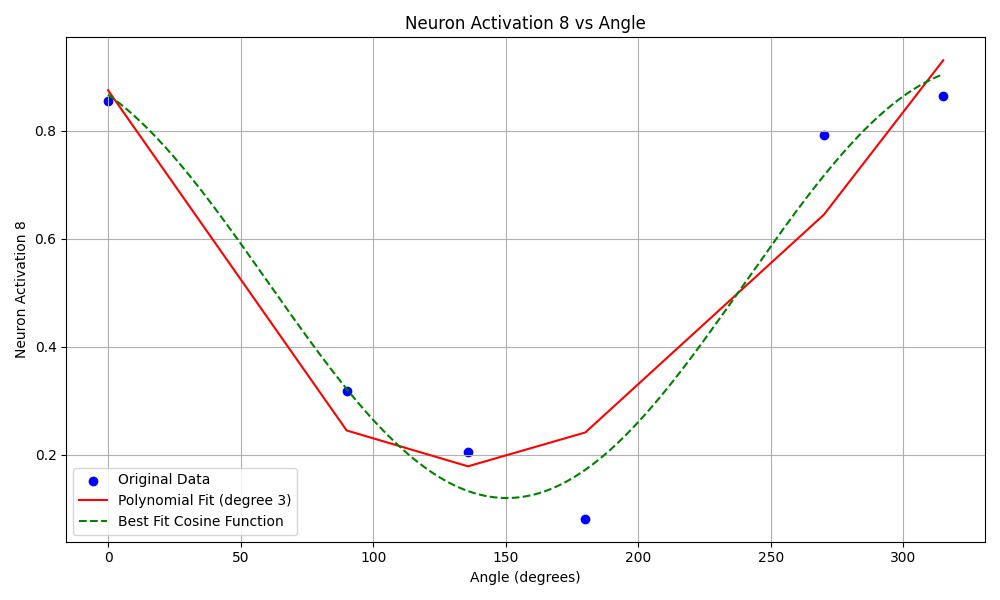 Neuron Activation 8 vs Angle
Neuron Activation 8
0.8
0.6
0.4
0.2
Original Data
Polynomial Fit (degree 3)
Best Fit Cosine Function
0 50 100 150 200 250 300
Angle (degrees)